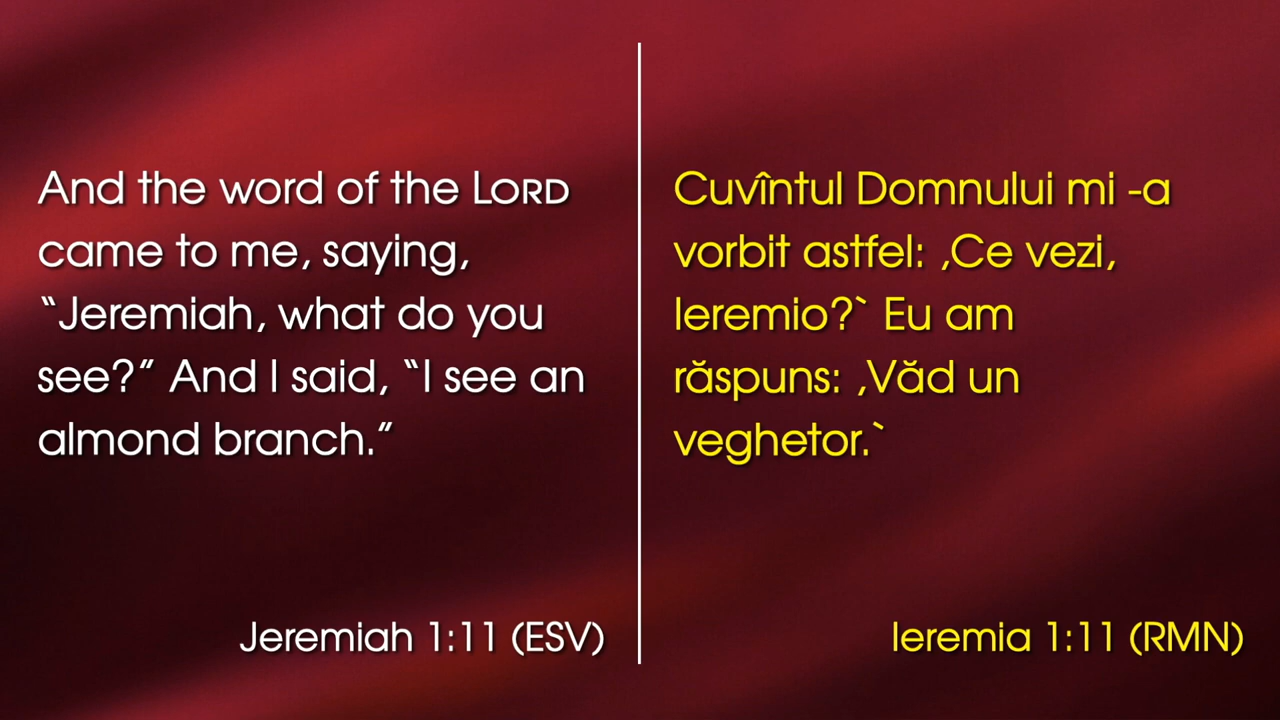 And the word of the LORD
came to me, saying,
“Jeremiah, what do you
see?” And I said, “I see an
almond branch.”
Jeremiah 1:11 (ESV)
Cuvîntul Domnului mi -a
vorbit astfel: ,Ce vezi,
Ieremio?` Eu am
răspuns: ,Văd un
veghetor.`
Ieremia 1:11 (RMN)